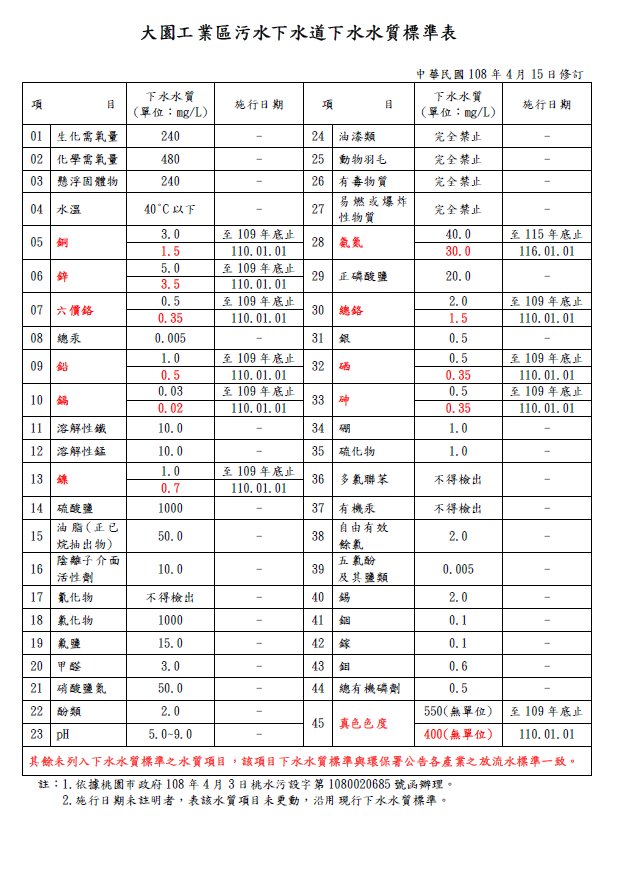 大園工業區污水下水道下水水質標準表
中華民國 108 年 4 月 15 日修訂
項 目 下水水質 (單位：mg/L) 施行日期 項 目 下水水質 (單位：mg/L) 施行日期
01 生化需氧量 240 - 24 油漆類 完全禁止 -
02 化學需氧量 480 - 25 動物羽毛 完全禁止 -
03 懸浮固體物 240 - 26 有毒物質 完全禁止 -
04 水溫 40°C 以下 - 27 易燃或爆炸性物質 完全禁止 -
05 銅 3.0 至 109 年底止 28 氨氮 40.0 至 115 年底止
1.5 110.01.01 30.0 116.01.01
06 鋅 5.0 至 109 年底止 29 正磷酸鹽 20.0 -
3.5 110.01.01
07 六價鉻 0.5 至 109 年底止 30 總鉻 2.0 至 109 年底止
0.35 110.01.01 1.5 110.01.01
08 總汞 0.005 - 31 銀 0.5 -
09 鉛 1.0 至 109 年底止 32 硒 0.5 至 109 年底止
0.5 110.01.01 0.35 110.01.01
10 鎘 0.03 至 109 年底止 33 砷 0.5 至 109 年底止
0.02 110.01.01 0.35 110.01.01
11 溶解性鐵 10.0 - 34 硼 1.0 -
12 溶解性錳 10.0 - 35 硫化物 1.0 -
13 鎳 1.0 至 109 年底止 36 多氯聯苯 不得檢出 -
0.7 110.01.01
14 硫酸鹽 1000 - 37 有機汞 不得檢出 -
15 油脂(正已烷抽出物) 50.0 - 38 自由有效餘氯 2.0 -
16 陰離子介面活性劑 10.0 - 39 五氯酚及其鹽類 0.005 -
17 氰化物 不得檢出 - 40 錫 2.0 -
18 氯化物 1000 - 41 銦 0.1 -
19 氟鹽 15.0 - 42 鎵 0.1 -
20 甲醛 3.0 - 43 鉬 0.6 -
21 硝酸鹽氮 50.0 - 44 總有機磷劑 0.5 -
22 酚類 2.0 - 45 真色色度 550(無單位) 至 109 年底止
23 pH 5.0~9.0 - 400(無單位) 110.01.01
其餘未列入下水水質標準之水質項目，該項目下水水質標準與環保署公告各產業之放流水標準一致。
註：1.依據桃園市政府 108 年 4 月 3 日桃水污設字第 1080020685 號函辦理。
2.施行日期未註明者，表該水質項目未更動，沿用現行下水水質標準。